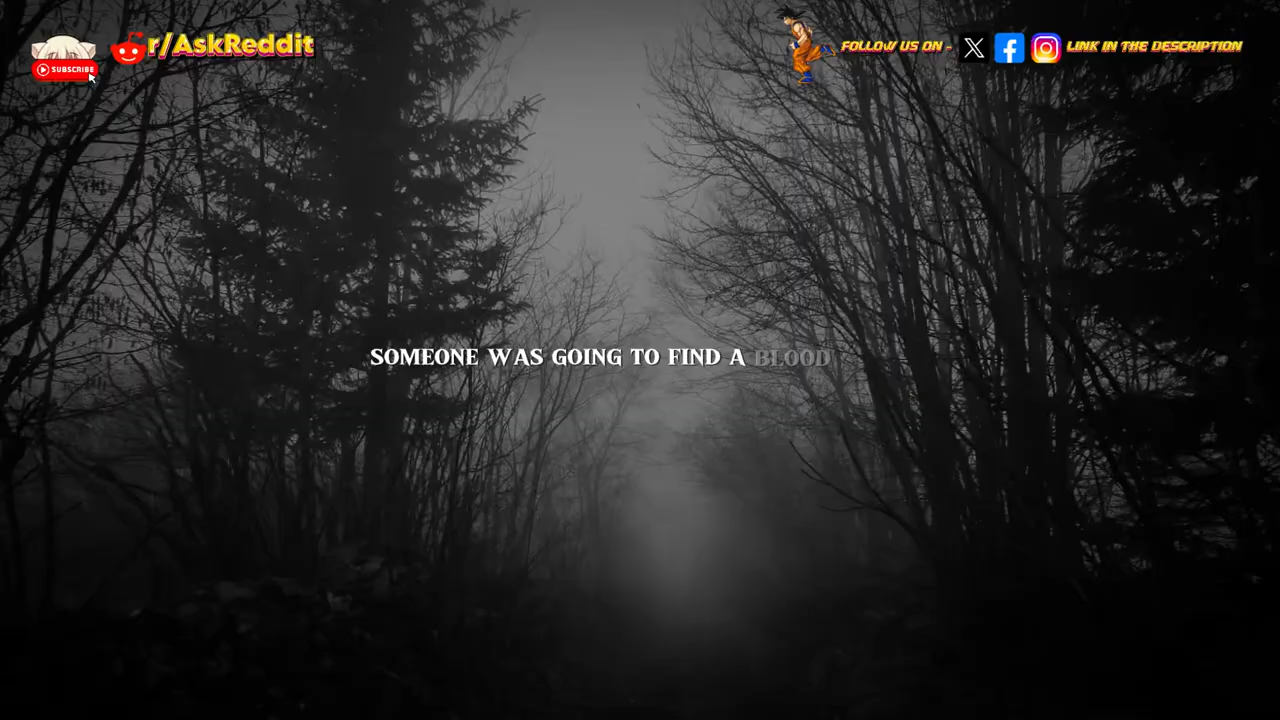 r/AskReddit
SUBSCRIBE
FOLLOW US ON -
LINK IN THE DESCRIPTION
SOMEONE WAS GOING TO FIND A BLOOD